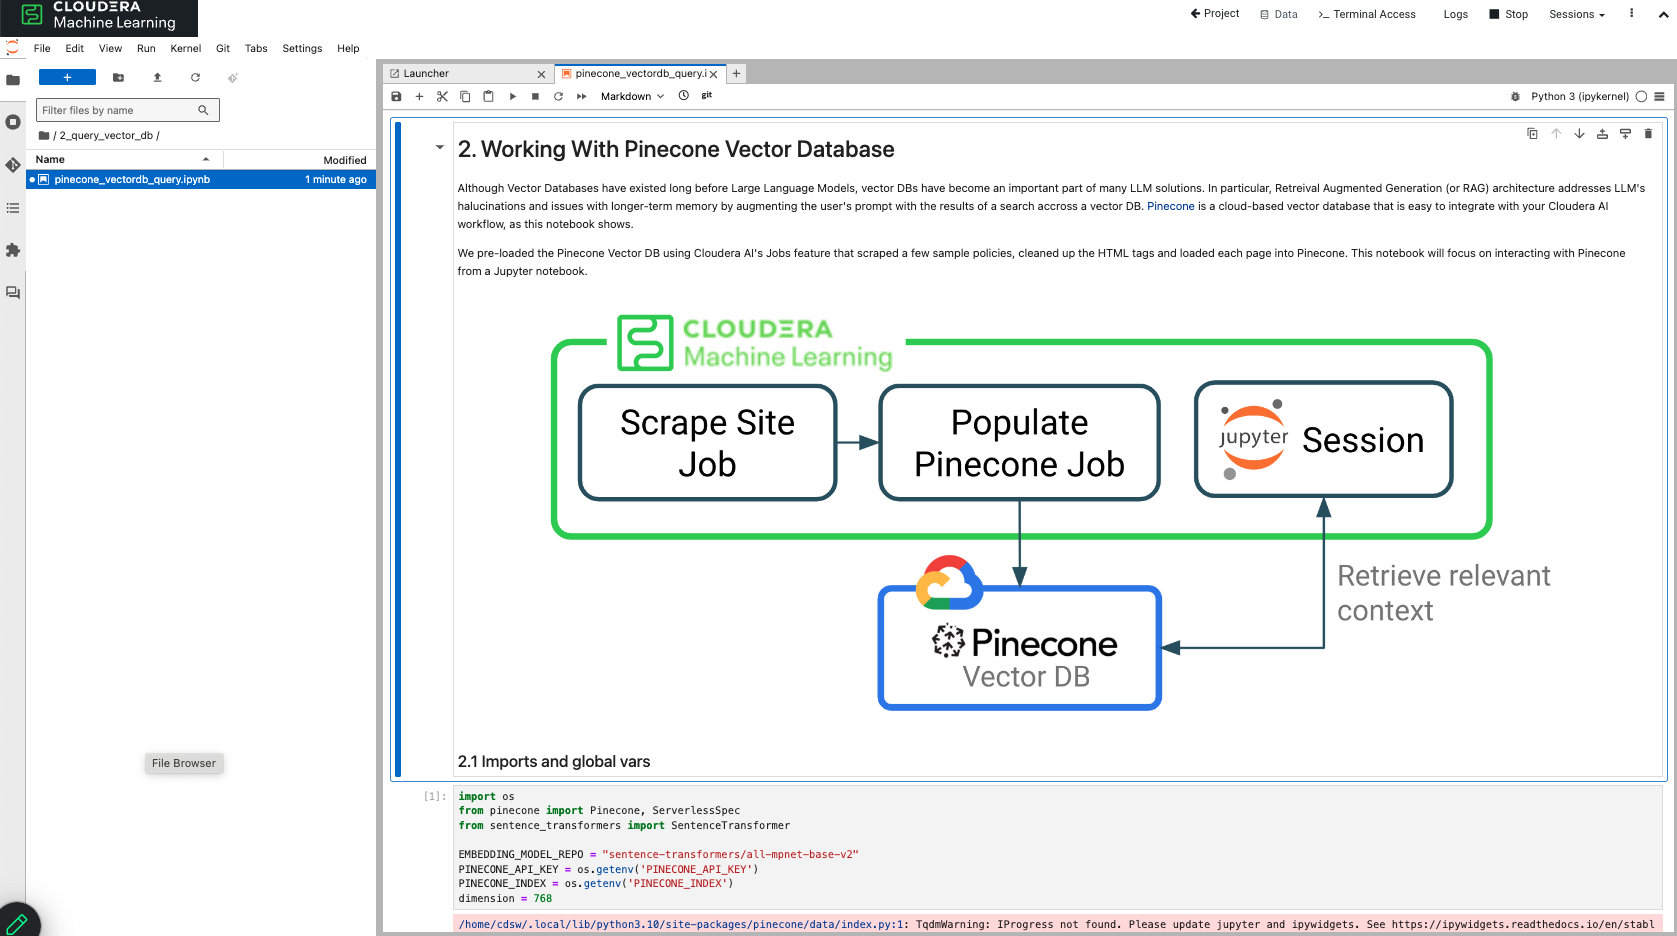 CLOUDERA
Machine Learning
Project
Data
>_ Terminal Access
Logs
Stop
Sessions
File Edit View Run Kernel Git Tabs Settings Help
+
Filter files by name
/ 2_query_vector_db /
Name
Modified
pinecone_vectordb_query.ipynb
1 minute ago
File Browser
Launcher
pinecone_vectordb_query.i
Markdown
git
Python 3 (ipykernel)
2. Working With Pinecone Vector Database
Although Vector Databases have existed long before Large Language Models, vector DBs have become an important part of many LLM solutions. In particular, Retreival Augmented Generation (or RAG) architecture addresses LLM's
halucinations and issues with longer-term memory by augmenting the user's prompt with the results of a search accross a vector DB. Pinecone is a cloud-based vector database that is easy to integrate with your Cloudera AI
workflow, as this notebook shows.
We pre-loaded the Pinecone Vector DB using Cloudera AI's Jobs feature that scraped a few sample policies, cleaned up the HTML tags and loaded each page into Pinecone. This notebook will focus on interacting with Pinecone
from a Jupyter notebook.
CLOUDERA
Machine Learning
Scrape Site
Job
Populate
Pinecone Job
jupyter
Session
Retrieve relevant
context
Pinecone
Vector DB
2.1 Imports and global vars
[1]:
import os
from pinecone import Pinecone, ServerlessSpec
from sentence_transformers import SentenceTransformer
EMBEDDING_MODEL_REPO = "sentence-transformers/all-mpnet-base-v2"
PINECONE_API_KEY = os.getenv('PINECONE_API_KEY')
PINECONE_INDEX = os.getenv('PINECONE_INDEX')
dimension = 768
/home/cdsw/.local/lib/python3.10/site-packages/pinecone/data/index.py:1: TqdmWarning: IProgress not found. Please update jupyter and ipywidgets. See https://ipywidgets.readthedocs.io/en/stabl